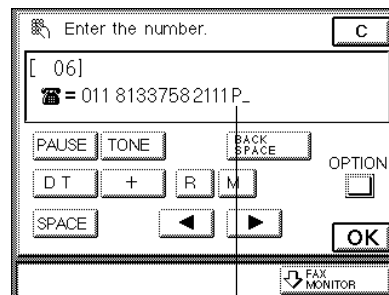 Enter the number.
C
[ 06]
= 011 81337582111P_
PAUSE TONE BACK SPACE
OPTION
D T + R M
SPACE
OK
FAX MONITOR